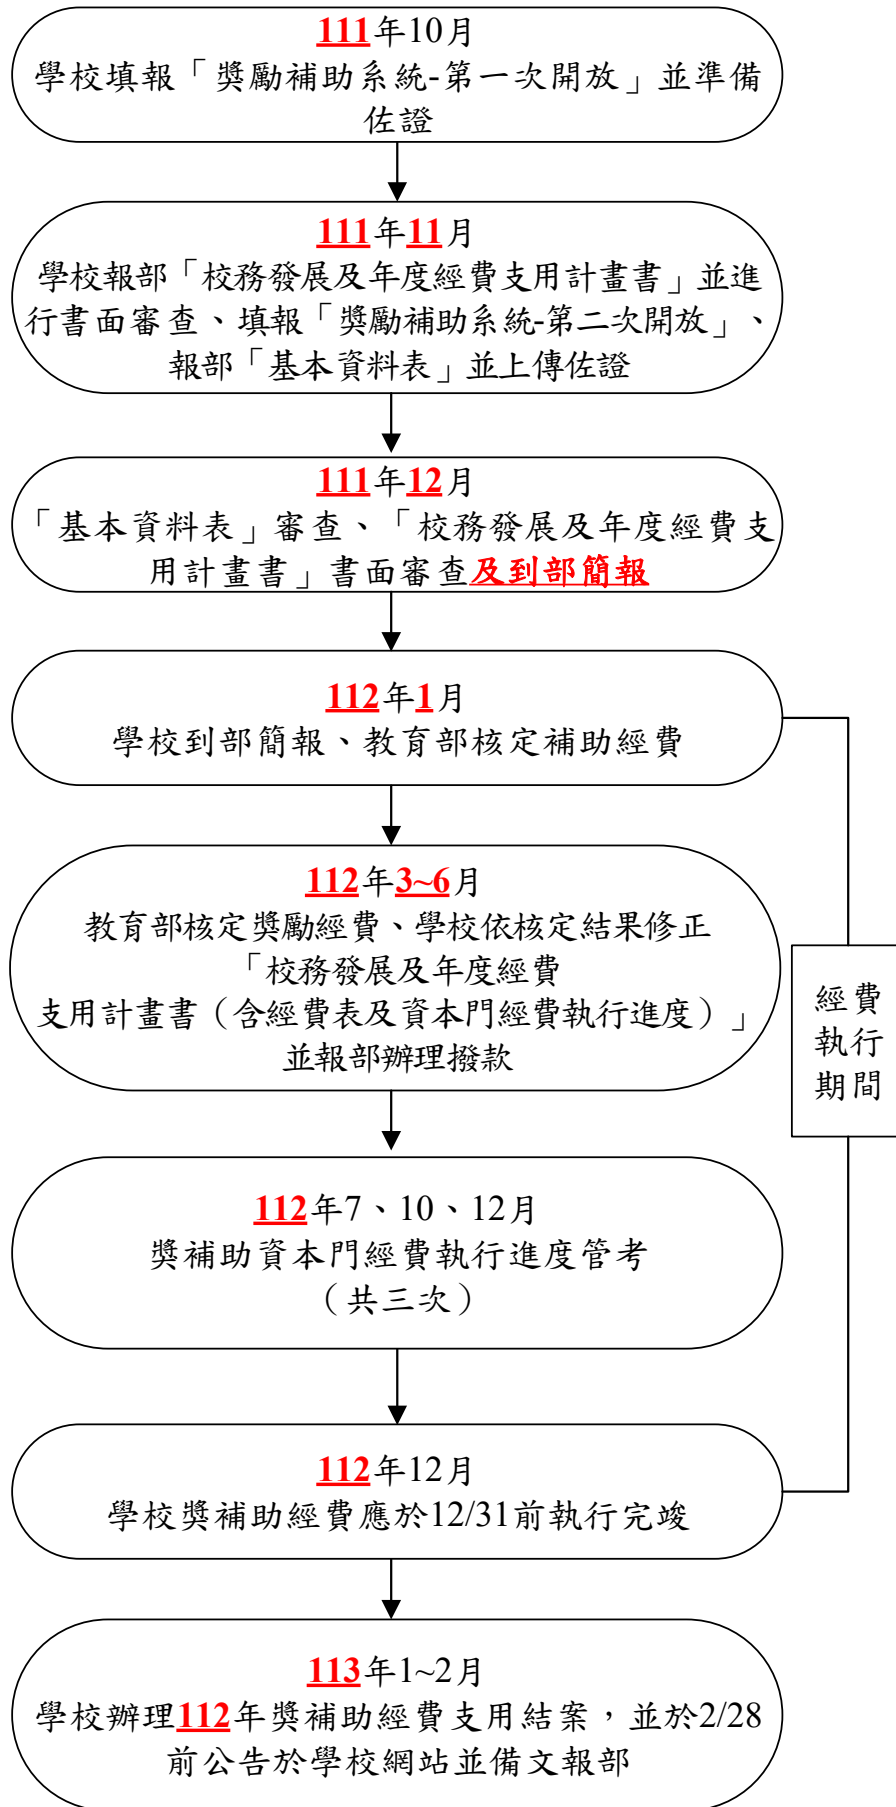 111年10月
學校填報「獎勵補助系統-第一次開放」並準備
佐證
111年11月
學校報部「校務發展及年度經費支用計畫書」並進
行書面審查、填報「獎勵補助系統-第二次開放」、
報部「基本資料表」並上傳佐證
111年12月
「基本資料表」審查、「校務發展及年度經費支
用計畫書」書面審查及到部簡報
112年1月
學校到部簡報、教育部核定補助經費
112年3~6月
教育部核定獎勵經費、學校依核定結果修正
「校務發展及年度經費
支用計畫書（含經費表及資本門經費執行進度）」
並報部辦理撥款
經費
執行
期間
112年7、10、12月
獎補助資本門經費執行進度管考
（共三次）
112年12月
學校獎補助經費應於12/31前執行完竣
113年1~2月
學校辦理112年獎補助經費支用結案，並於2/28
前公告於學校網站並備文報部